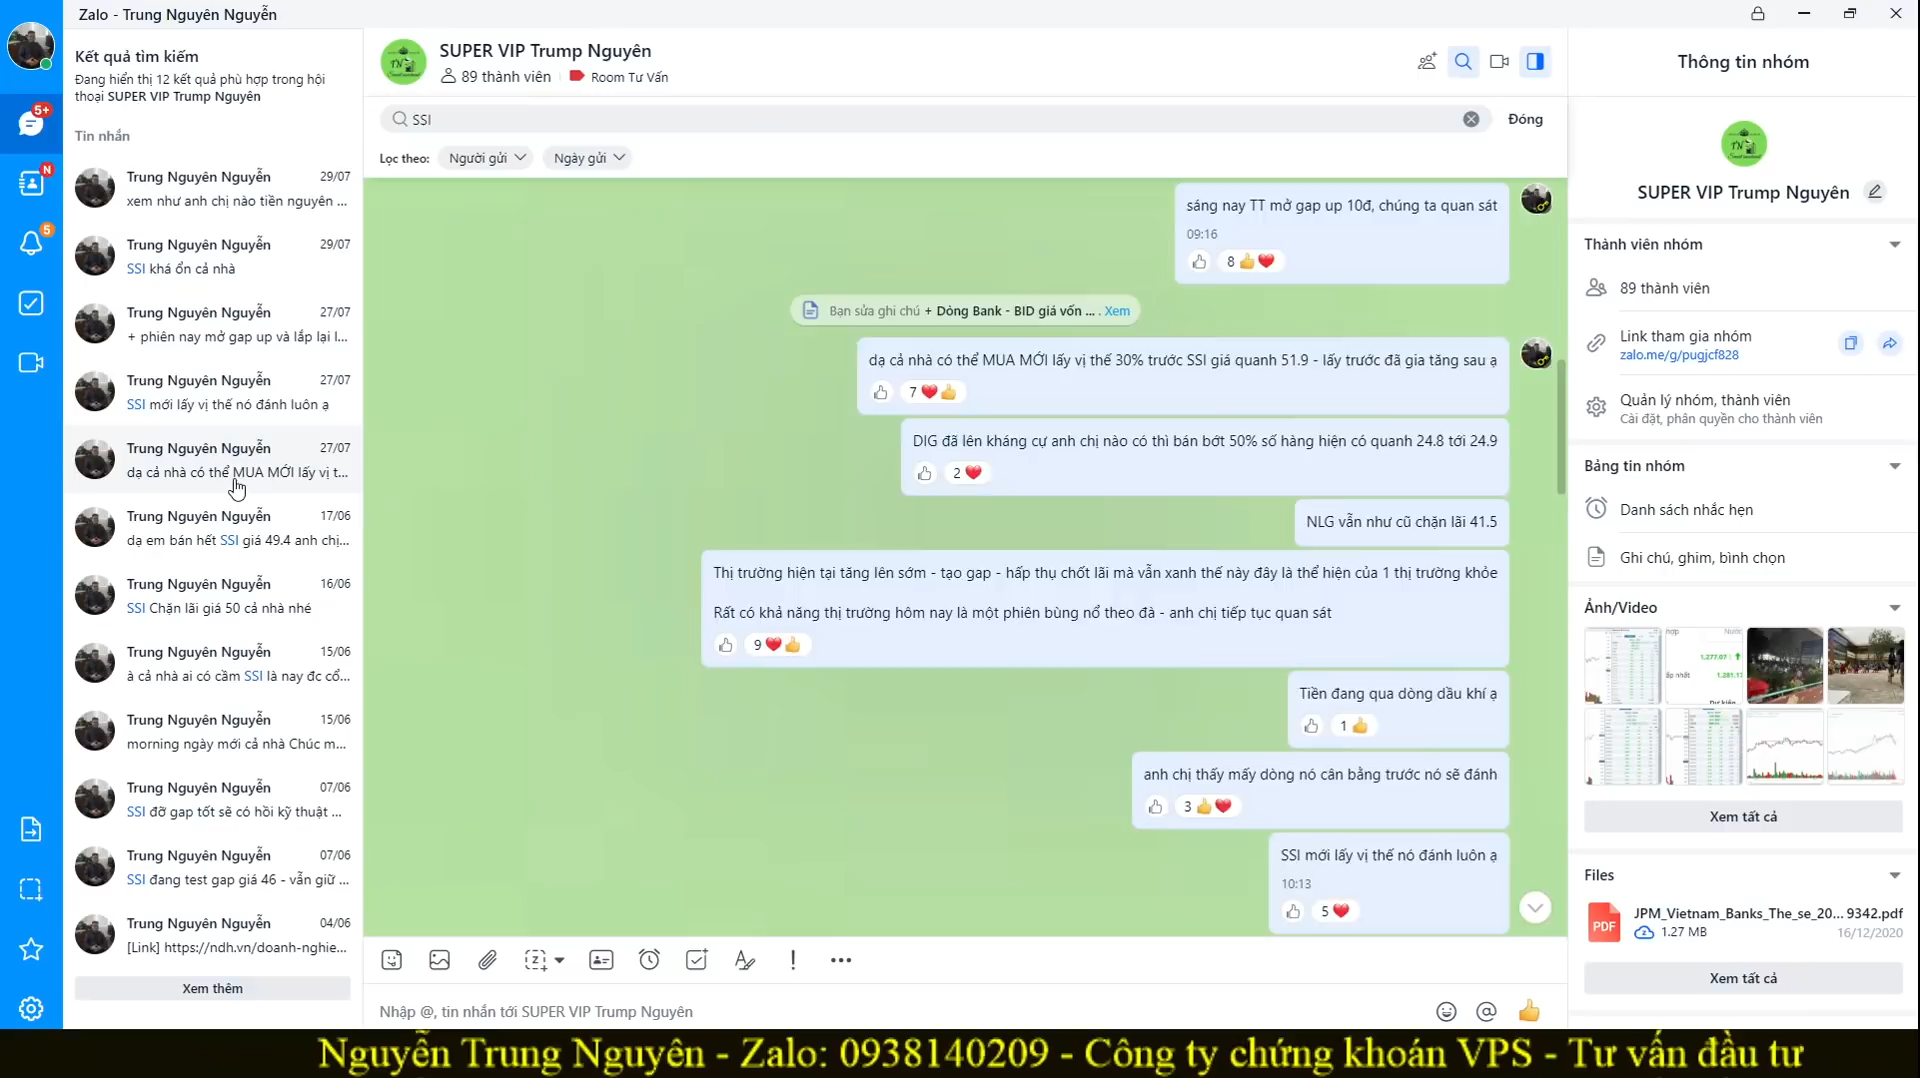 Zalo - Trung Nguyên Nguyễn
Kết quả tìm kiếm
Đang hiển thị 12 kết quả phù hợp trong hội
thoại SUPER VIP Trump Nguyên
Tin nhắn
Trung Nguyên Nguyễn 29/07
xem như anh chị nào tiền nguyên ...
Trung Nguyên Nguyễn 29/07
SSI khá ổn cả nhà
Trung Nguyên Nguyễn 27/07
+ phiên nay mở gap up và lắp lại l...
Trung Nguyên Nguyễn 27/07
SSI mới lấy vị thế nó đánh luôn ạ
Trung Nguyên Nguyễn 27/07
dạ cả nhà có thể MUA MỚI lấy vị t...
Trung Nguyên Nguyễn 17/06
dạ em bán hết SSI giá 49.4 anh chị...
Trung Nguyên Nguyễn 16/06
SSI Chặn lãi giá 50 cả nhà nhé
Trung Nguyên Nguyễn 15/06
à cả nhà ai có cầm SSI là nay đc cổ...
Trung Nguyên Nguyễn 15/06
morning ngày mới cả nhà Chúc m...
Trung Nguyên Nguyễn 07/06
SSI đỡ gap tốt sẽ có hồi kỹ thuật ...
Trung Nguyên Nguyễn 07/06
SSI đang test gap giá 46 - vẫn giữ ...
Trung Nguyên Nguyễn 04/06
[Link] https://ndh.vn/doanh-nghie...
Xem thêm
5+
N
5
SUPER VIP Trump Nguyên
89 thành viên Room Tư Vấn
SSI
Đóng
Lọc theo: Người gửi Ngày gửi
sáng nay TT mở gap up 10đ, chúng ta quan sát
09:16
8
Bạn sửa ghi chú + Dòng Bank - BID giá vốn ... . Xem
dạ cả nhà có thể MUA MỚI lấy vị thế 30% trước SSI giá quanh 51.9 - lấy trước đã gia tăng sau ạ
7
DIG đã lên kháng cự anh chị nào có thì bán bớt 50% số hàng hiện có quanh 24.8 tới 24.9
2
NLG vẫn như cũ chặn lãi 41.5
Thị trường hiện tại tăng lên sớm - tạo gap - hấp thụ chốt lãi mà vẫn xanh thế này đây là thể hiện của 1 thị trường khỏe
Rất có khả năng thị trường hôm nay là một phiên bùng nổ theo đà - anh chị tiếp tục quan sát
9
Tiền đang qua dòng dầu khí ạ
1
anh chị thấy mấy dòng nó cân bằng trước nó sẽ đánh
3
SSI mới lấy vị thế nó đánh luôn ạ
10:13
5
Nhập @, tin nhắn tới SUPER VIP Trump Nguyên
Thông tin nhóm
SUPER VIP Trump Nguyên
Thành viên nhóm
89 thành viên
Link tham gia nhóm
zalo.me/g/pugjcf828
Quản lý nhóm, thành viên
Cài đặt, phân quyền cho thành viên
Bảng tin nhóm
Danh sách nhắc hẹn
Ghi chú, ghim, bình chọn
Ảnh/Video
Xem tất cả
Files
PDF
JPM_Vietnam_Banks_The_se_20... 9342.pdf
1.27 MB 16/12/2020
Xem tất cả
Nguyễn Trung Nguyên - Zalo: 0938140209 - Công ty chứng khoán VPS - Tư vấn đầu tư